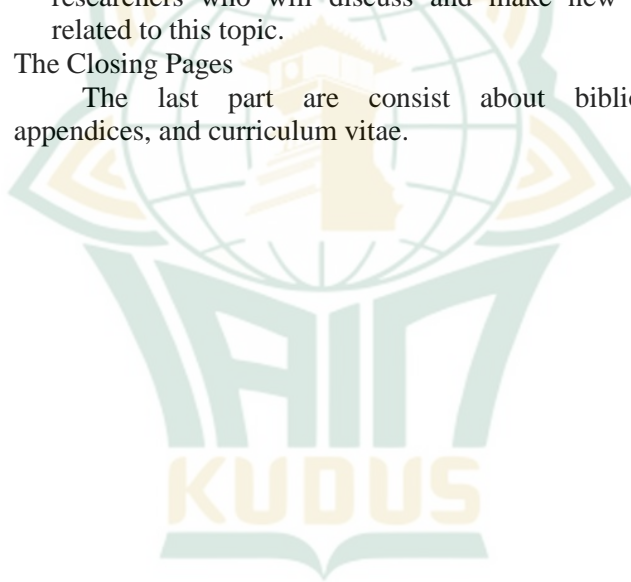 researchers who will discuss and make new
related to this topic.
The Closing Pages
The last part are consist about
appendices, and curriculum vitae.
IAIN
KUDUS